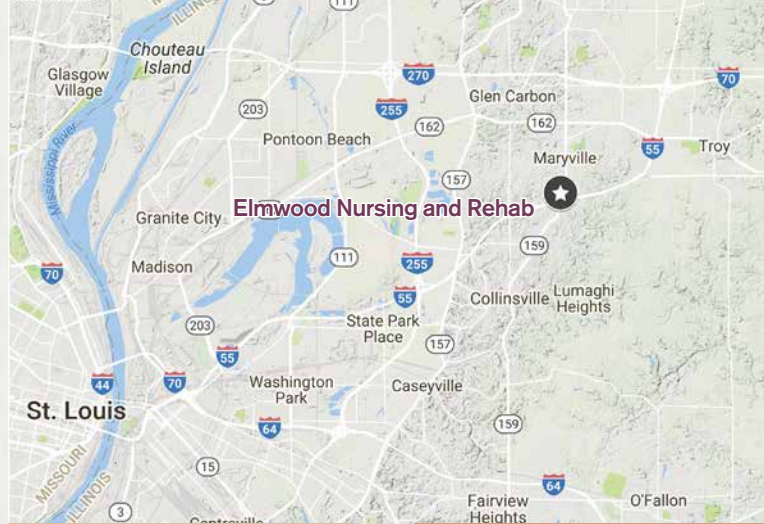 ILLINOIS
111
Chouteau
Island
Glasgow
Village
270
70
255
203
Glen Carbon
162
162
Pontoon Beach
55
Troy
Maryville
Mississippi River
157
Elmwood Nursing and Rehab
Granite City
159
111
255
Madison
70
55
Collinsville
Lumaghi
Heights
State Park
Place
203
157
55
44
70
Washington
Park
Caseyville
St. Louis
64
159
MISSOURI
ILLINOIS
15
64
3
Fairview
Heights
O'Fallon
Centreville